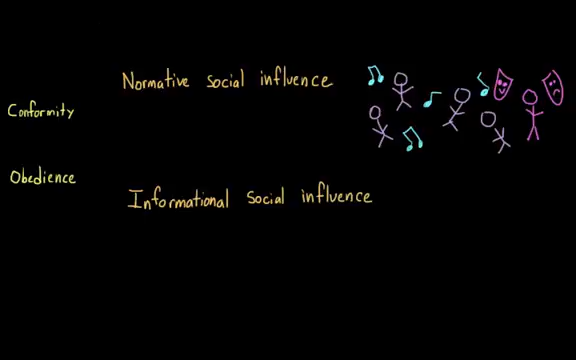 Normative social influence
Conformity
Obedience
Informational social influence